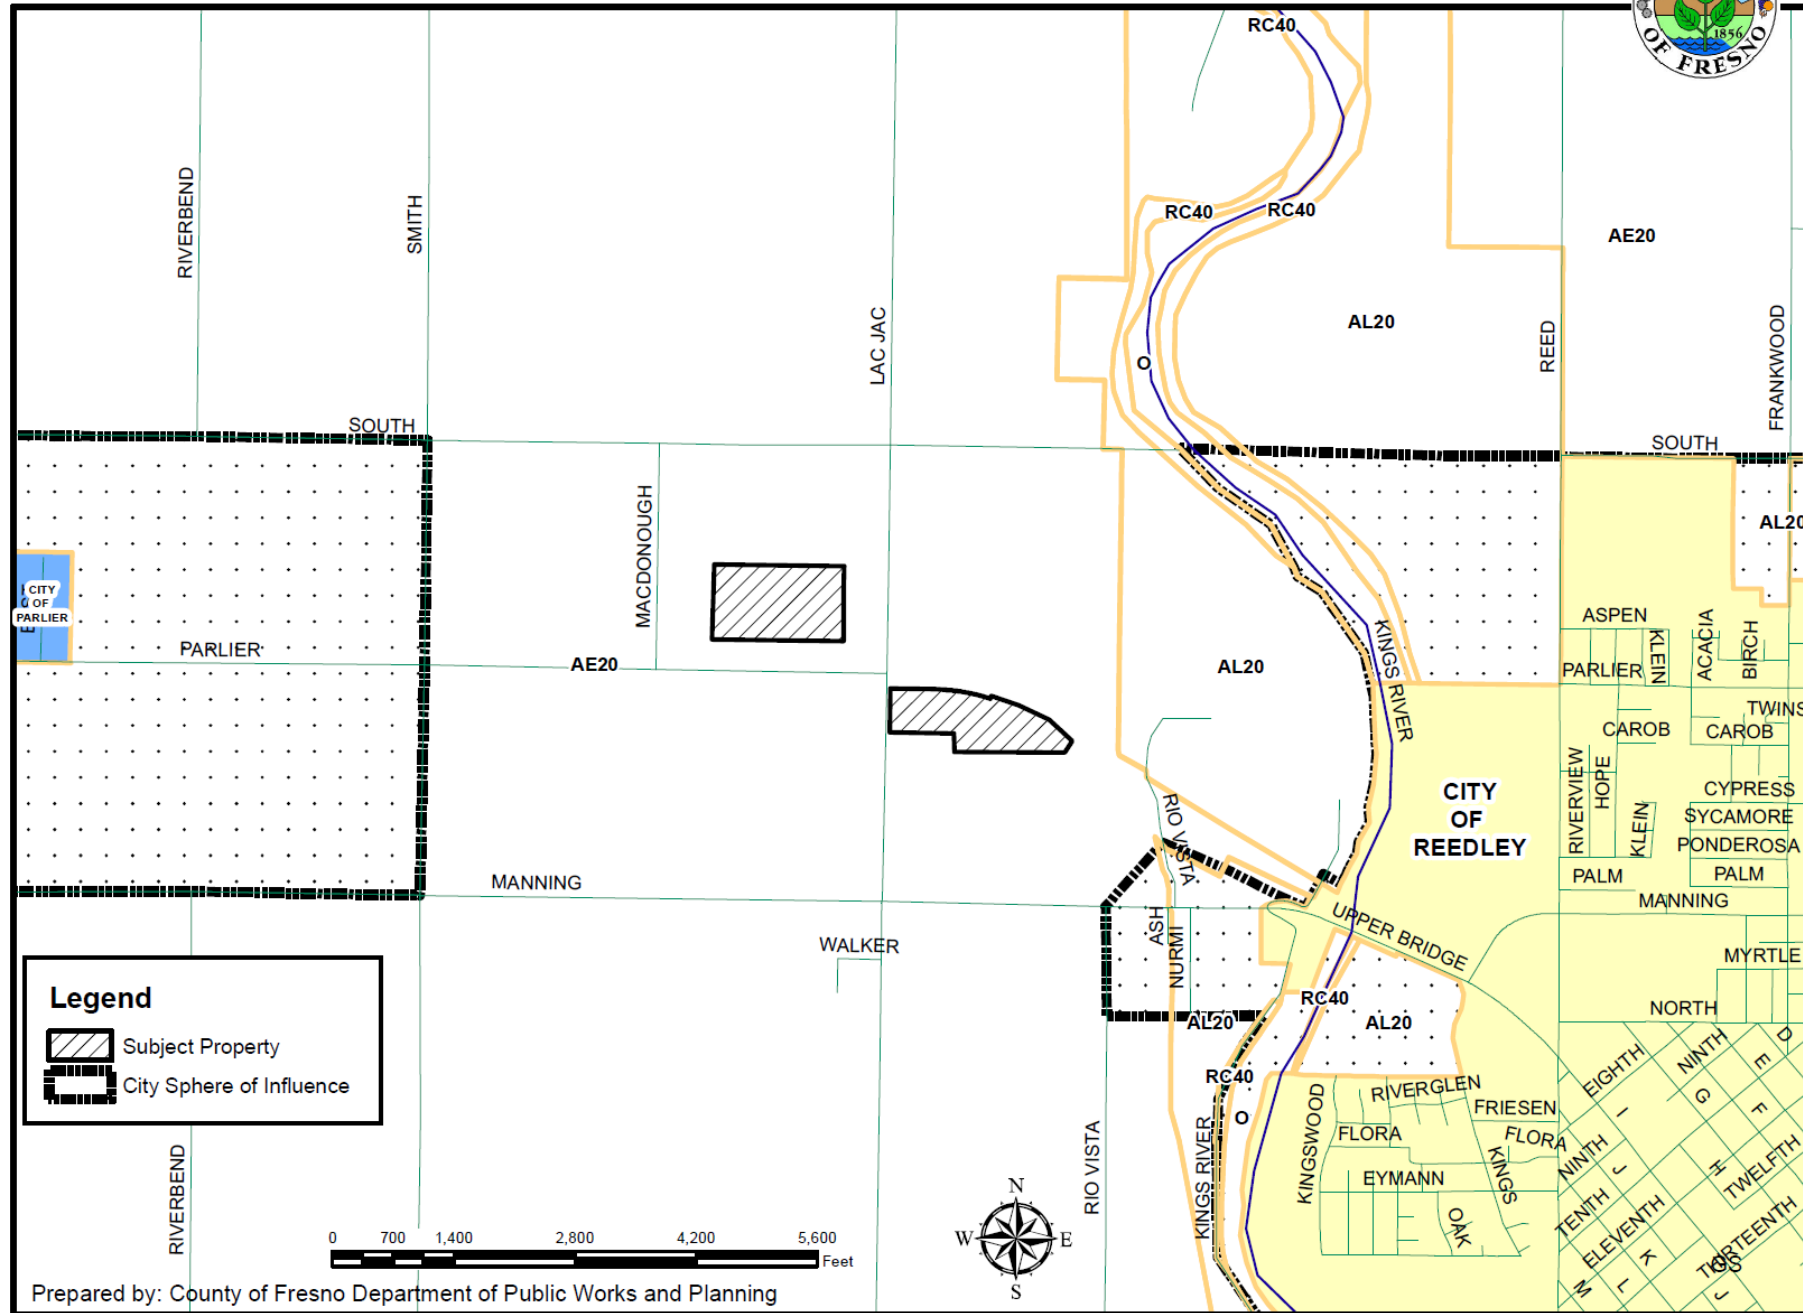 RC40
1856
OF FRESNO
RIVERBEND
SMITH
RC40
RC40
AE20
LAC JAC
AL20
REED
FRANKWOOD
O
SOUTH
SOUTH
MACDONOUGH
AL20
CITY
OF
PARLIER
PARLIER
AE20
AL20
KINGS RIVER
ASPEN
KLEIN
ACACIA
BIRCH
PARLIER
TWINS
CAROB
CAROB
RIVERVIEW
HOPE
CITY
OF
REEDLEY
CYPRESS
SYCAMORE
KLEIN
PONDEROSA
RIO VISTA
PALM
PALM
MANNING
MANNING
ASH
NURMI
UPPER BRIDGE
WALKER
MYRTLE
RC40
NORTH
AL20
AL20
Legend
Subject Property
City Sphere of Influence
EIGHTH
NINTH
D
E
G
F
I
RC40
O
RIVERGLEN
KINGSWOOD
FRIESEN
FLORA
FLORA
NINTH
J
H
TWELFTH
EYMANN
KINGS
OAK
TENTH
ELEVENTH
K
THIRTEENTH
GS
M
L
J
RIVERBEND
RIO VISTA
KINGS RIVER
N
W
E
S
0 700 1,400 2,800 4,200 5,600
Feet
Prepared by: County of Fresno Department of Public Works and Planning